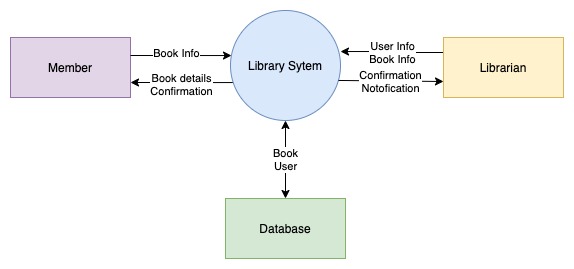 Member
Book Info
Book details
Confirmation
Library Sytem
User Info
Book Info
Confirmation
Notofication
Librarian
Book
User
Database